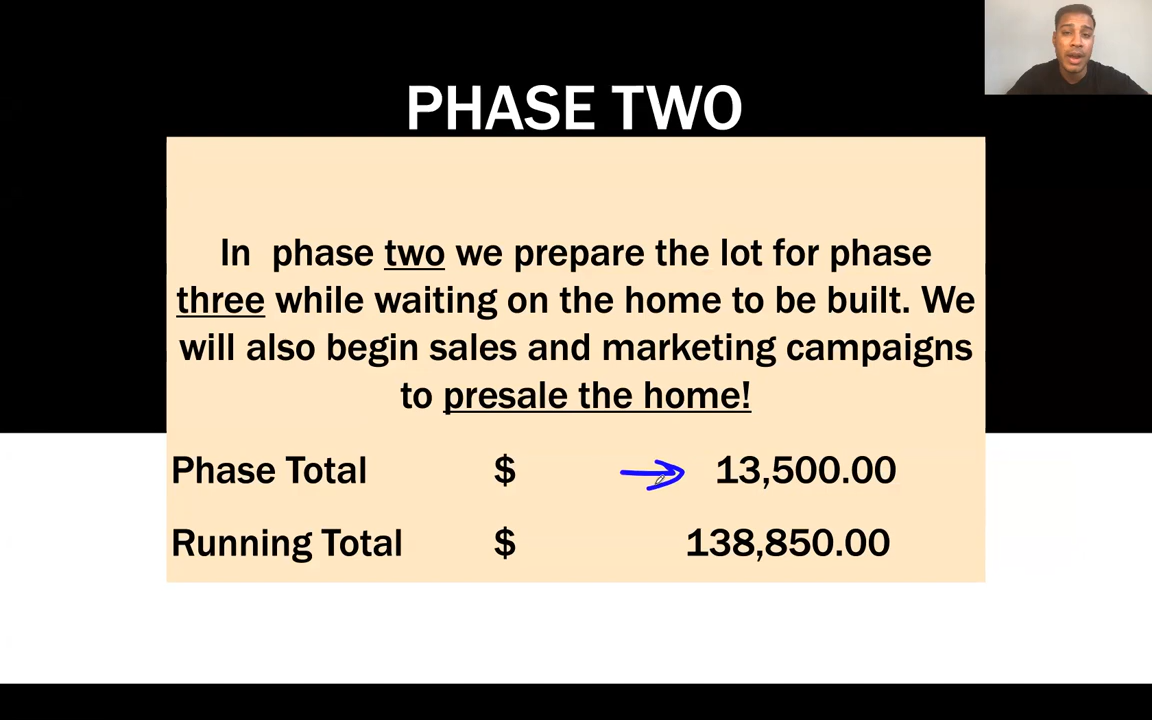 PHASE TWO
In  phase two we prepare the lot for phase
three while waiting on the home to be built. We
will also begin sales and marketing campaigns
to presale the home!
Phase Total $ 13,500.00
Running Total $ 138,850.00